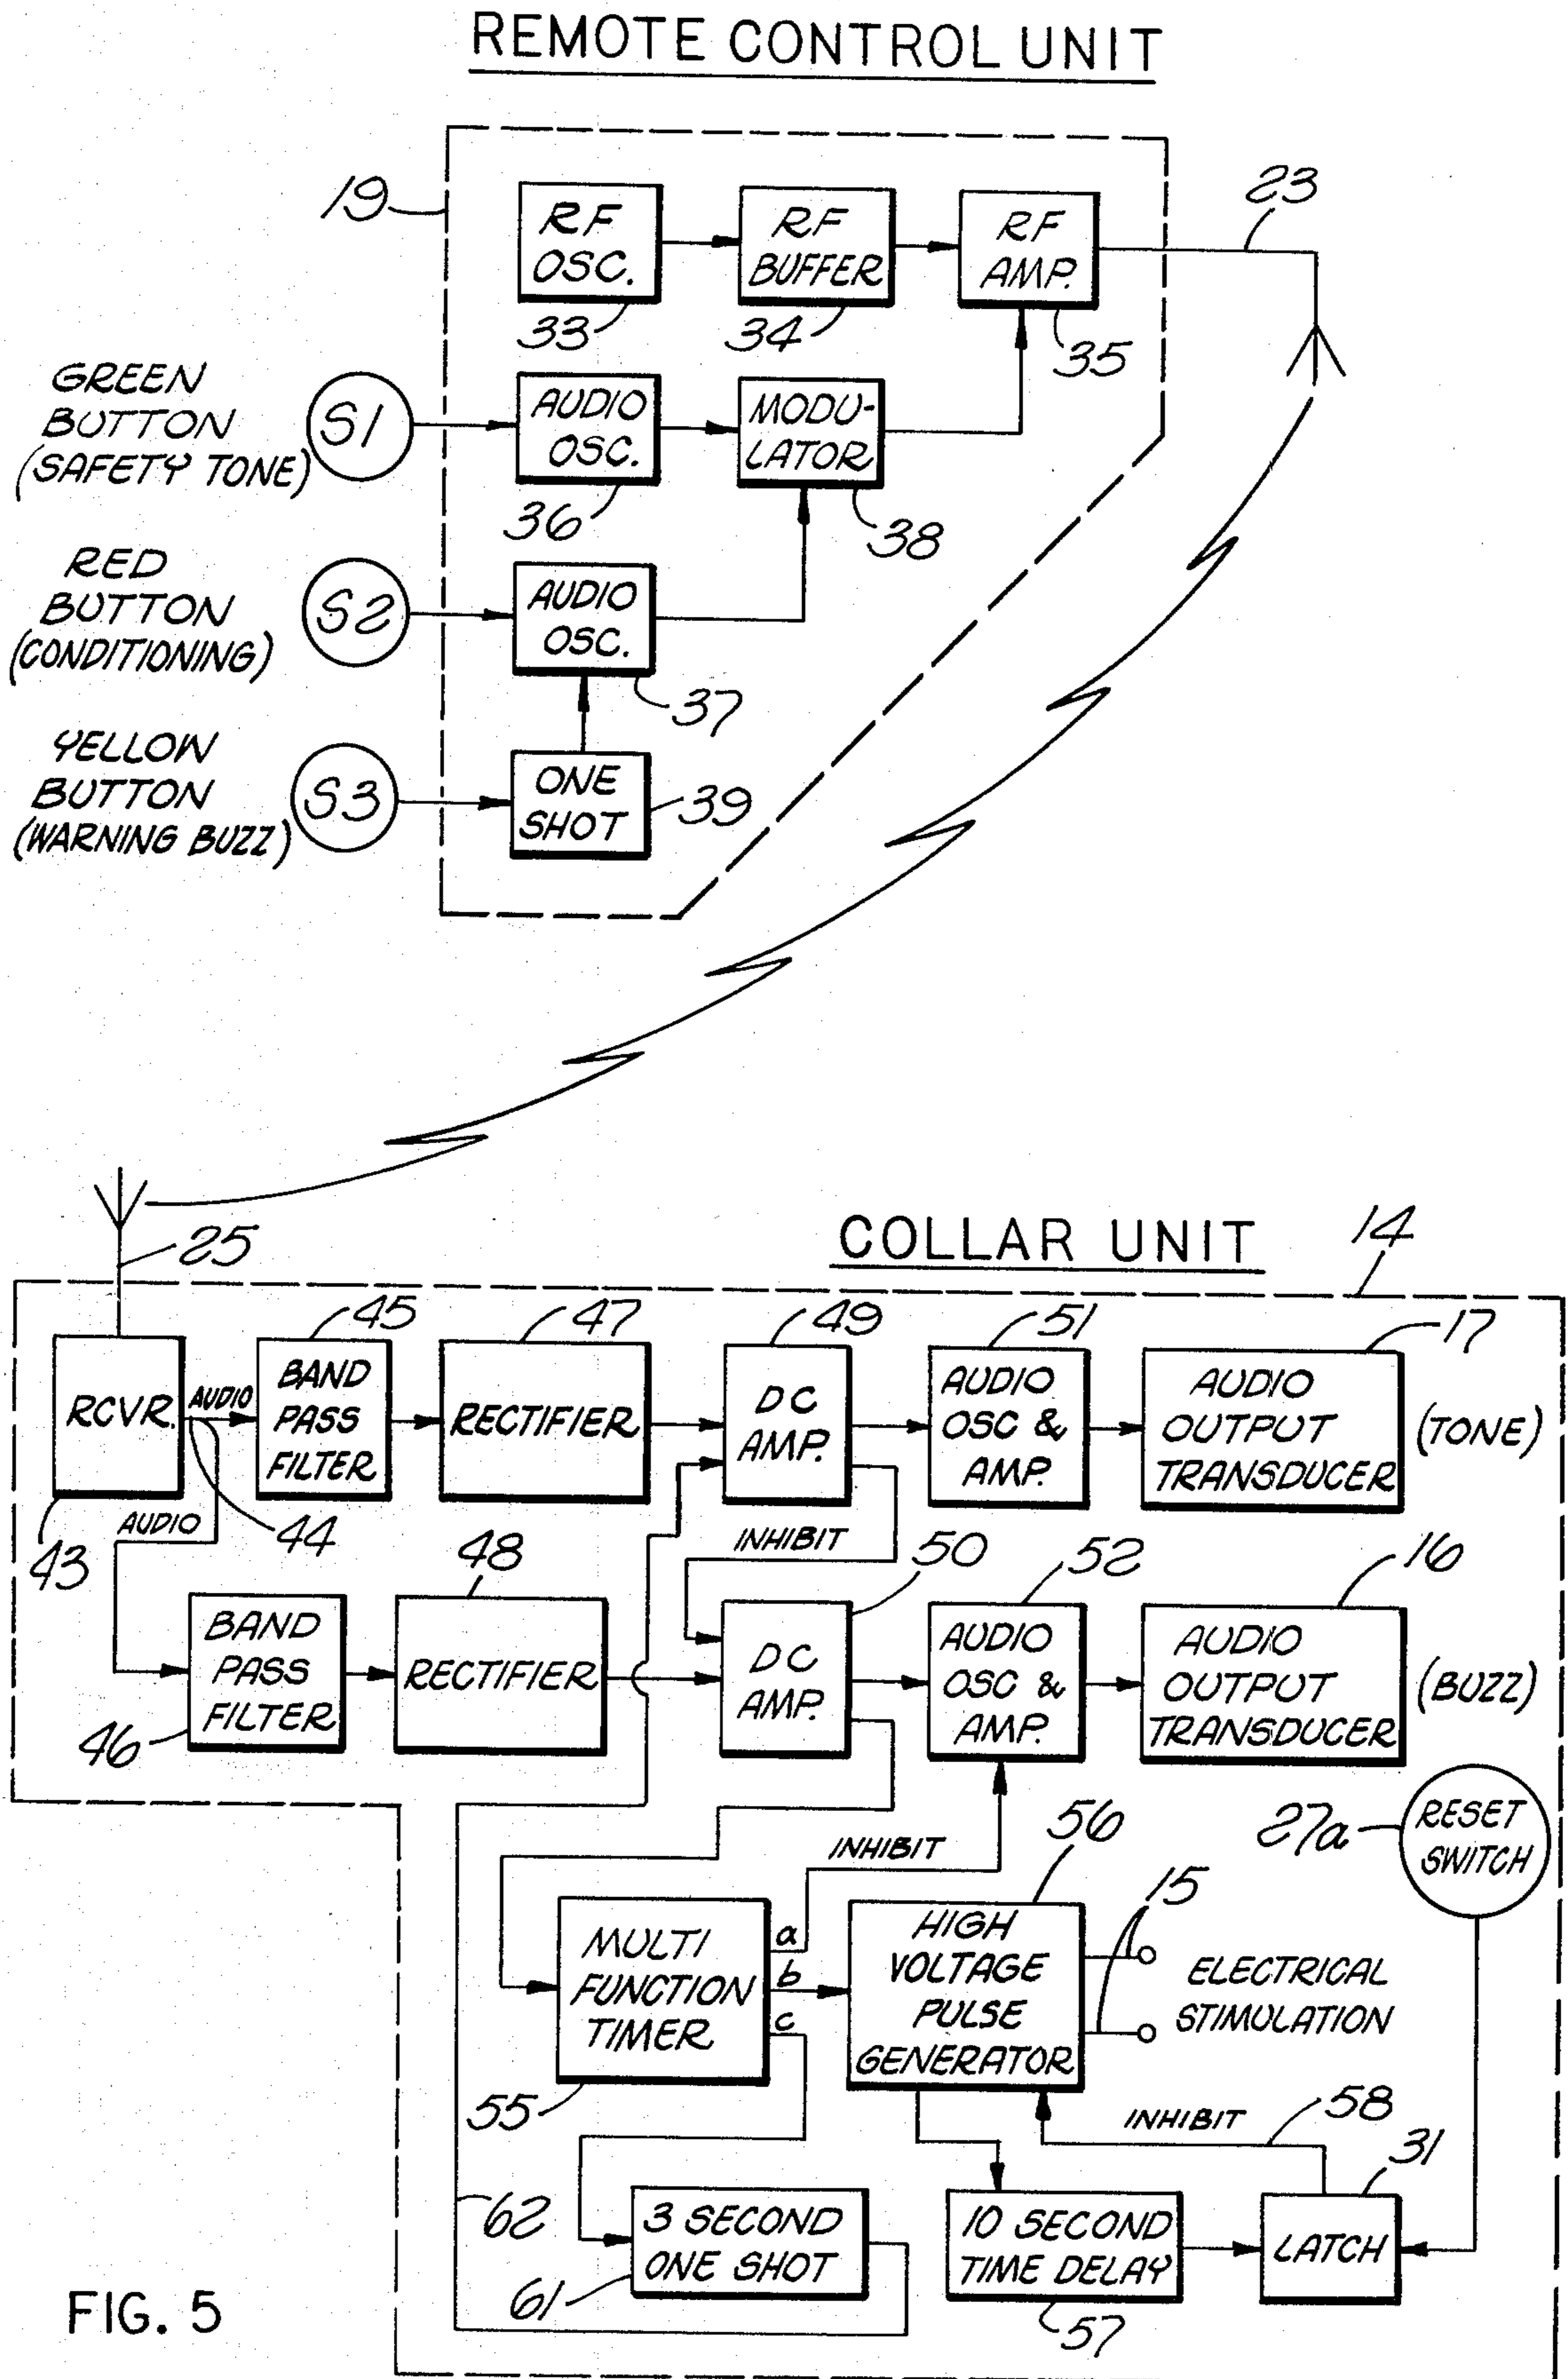 REMOTE CONTROL UNIT
19
RF
OSC.
33
RF
BUFFER
34
RF
AMP.
35
23
GREEN
BUTTON
(SAFETY TONE)
S1
AUDIO
OSC.
36
MODU-
LATOR
38
RED
BUTTON
(CONDITIONING)
S2
AUDIO
OSC.
37
YELLOW
BUTTON
(WARNING BUZZ)
S3
ONE
SHOT
39
25
COLLAR UNIT
14
RCVR.
43
AUDIO
44
AUDIO
45
BAND
PASS
FILTER
47
RECTIFIER
49
DC
AMP.
51
AUDIO
OSC &
AMP.
17
AUDIO
OUTPUT
TRANSDUCER
(TONE)
INHIBIT
46
BAND
PASS
FILTER
48
RECTIFIER
50
DC
AMP.
52
AUDIO
OSC &
AMP.
16
AUDIO
OUTPUT
TRANSDUCER
(BUZZ)
27a
RESET
SWITCH
INHIBIT
MULTI
FUNCTION
TIMER
55
a
b
c
56
HIGH
VOLTAGE
PULSE
GENERATOR
15
ELECTRICAL
STIMULATION
INHIBIT
58
31
62
3 SECOND
ONE SHOT
61
10 SECOND
TIME DELAY
57
LATCH
FIG. 5